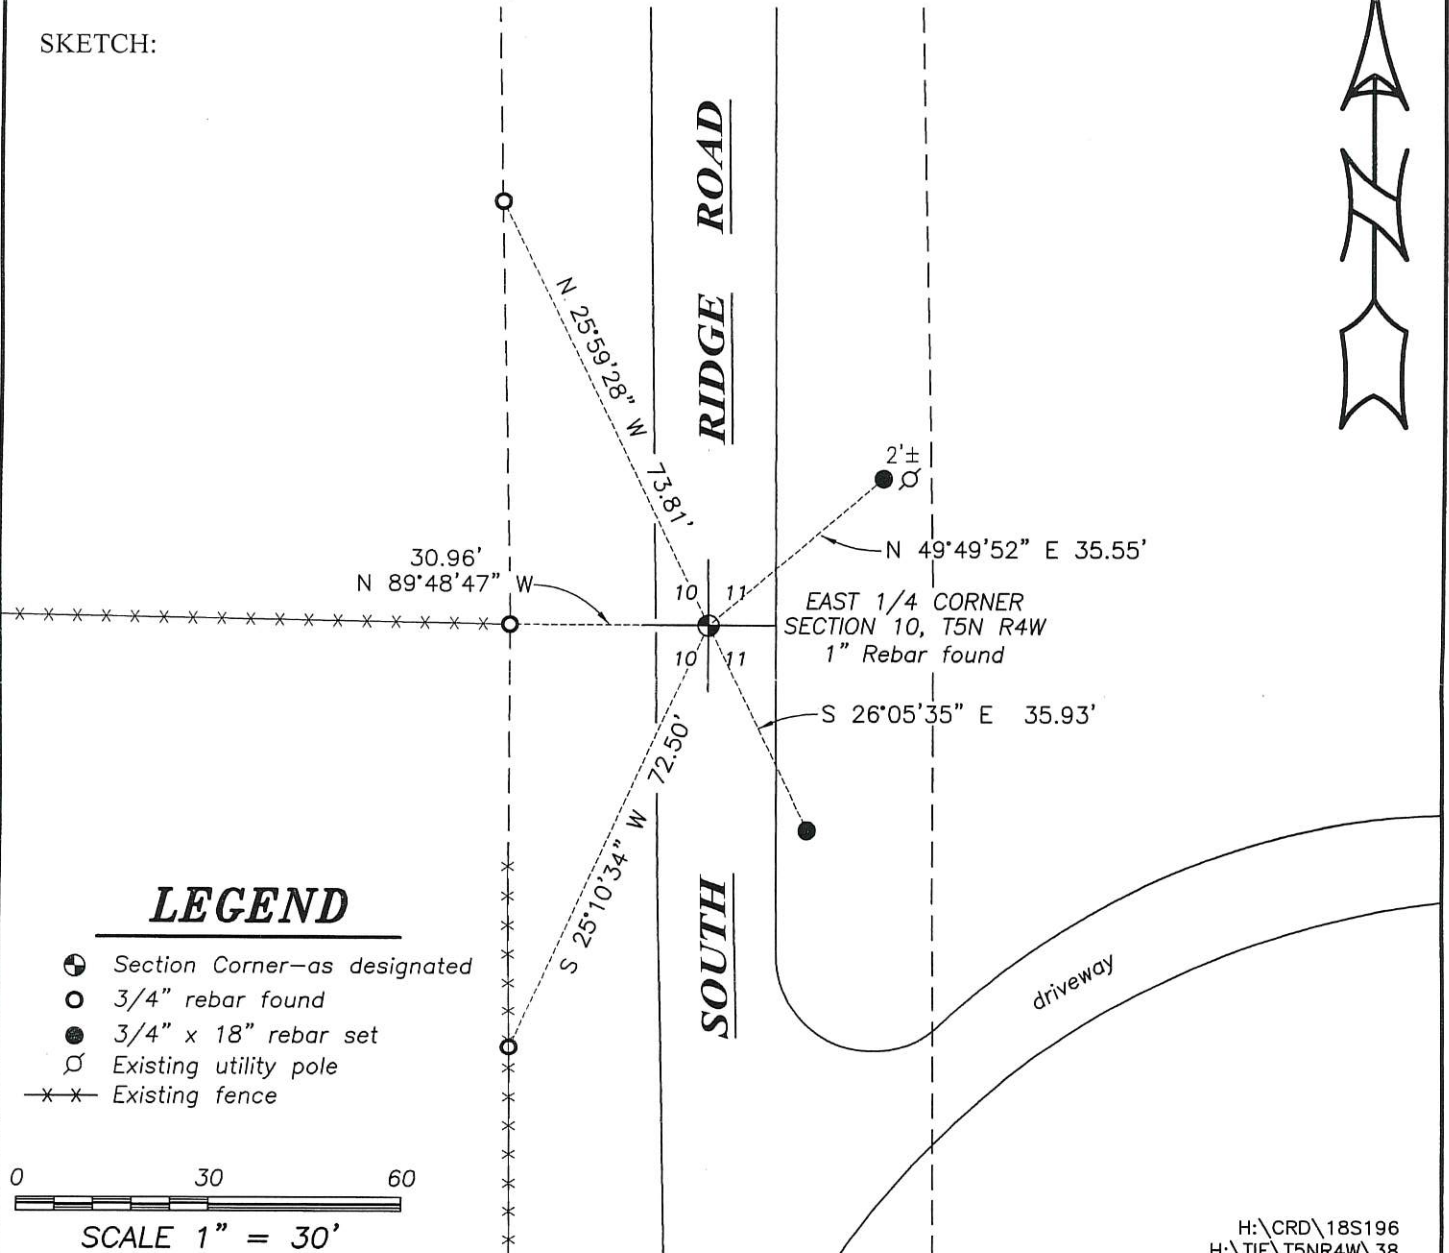 SKETCH:
N
SOUTH RIDGE ROAD
N 25°59'28" W 73.81'
2'±
N 49°49'52" E 35.55'
30.96'
N 89°48'47" W
10 11
10 11
EAST 1/4 CORNER
SECTION 10, T5N R4W
1" Rebar found
S 26°05'35" E 35.93'
S 25°10'34" W 72.50'
driveway
LEGEND
Section Corner–as designated
3/4" rebar found
3/4" x 18" rebar set
Existing utility pole
Existing fence
0 30 60
SCALE 1" = 30'
H:\CRD\18S196
H:\TIE\T5NR4W\38